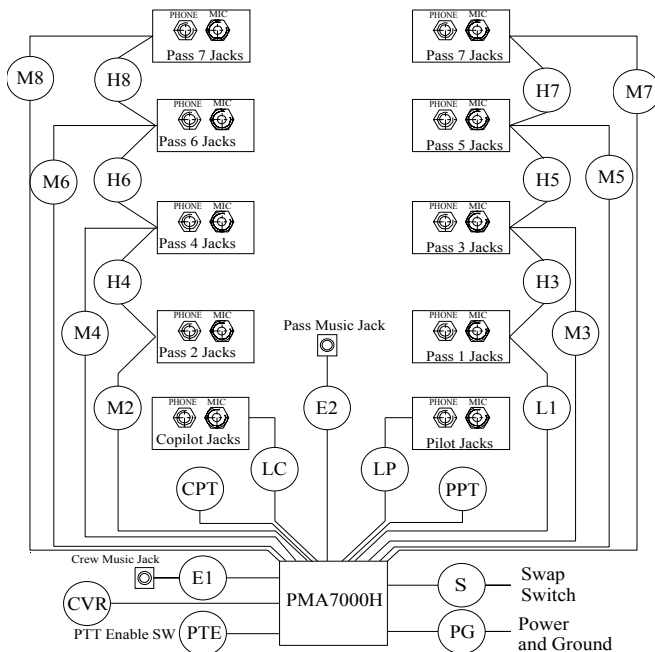 PHONE MIC PHONE MIC
Pass 7 Jacks Pass 7 Jacks
M8 H8 H7 M7
PHONE MIC PHONE MIC
Pass 6 Jacks Pass 5 Jacks
M6 H6 H5 M5
PHONE MIC PHONE MIC
Pass 4 Jacks Pass 3 Jacks
H4 H3
PHONE MIC Pass Music Jack PHONE MIC
M4 M3
Pass 2 Jacks Pass 1 Jacks
M2 E2 L1
PHONE MIC PHONE MIC
Copilot Jacks Pilot Jacks
LC LP
CPT PPT
Crew Music Jack
E1 PMA7000H S Swap
Switch
CVR
PTT Enable SW PTE PG Power
and Ground